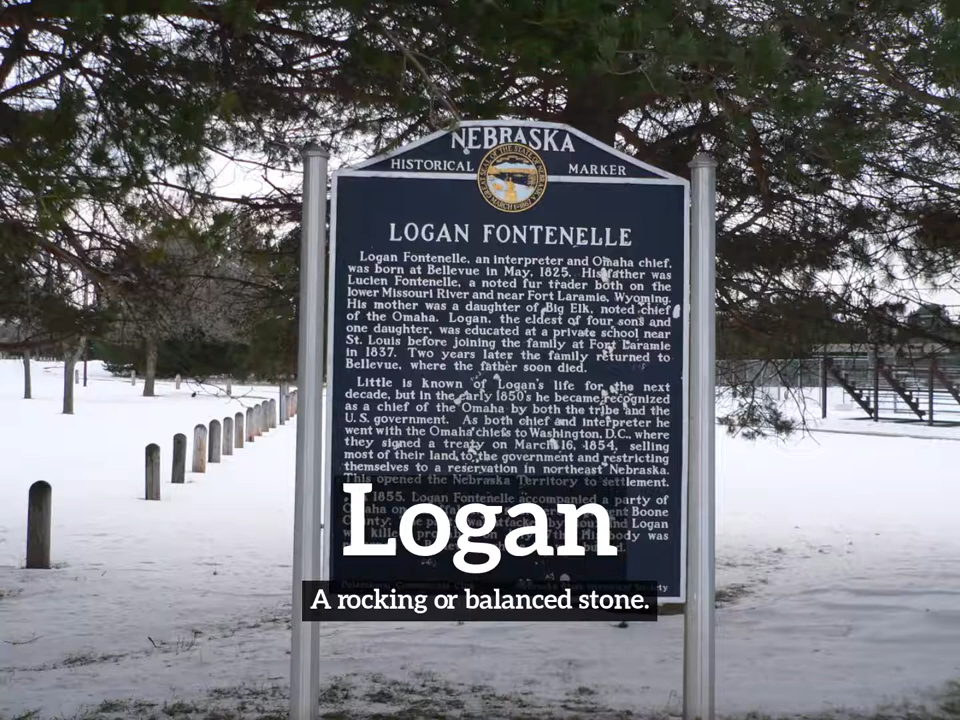 NEBRASKA
HISTORICAL MARKER
LOGAN FONTENELLE
Logan Fontenelle, an interpreter and Omaha chief,
was born at Bellevue in May, 1825. His father was
Lucien Fontenelle, a noted fur trader both on the
lower Missouri River and near Fort Laramie, Wyoming.
His mother was a daughter of Big Elk, noted chief
of the Omaha. Logan, the eldest of four sons and
one daughter, was educated at a private school near
St. Louis before joining the family at Fort Laramie
in 1837. Two years later the family returned to
Bellevue, where the father soon died.
Little is known of Logan's life for the next
decade, but in the early 1850's he became recognized
as a chief of the Omaha by both the tribe and the
U.S. government. As both chief and interpreter he
went with the Omaha chiefs to Washington, D.C., where
they signed a treaty on March 16, 1854, selling
most of their land to the government and restricting
themselves to a reservation in northeast Nebraska.
This opened the Nebraska Territory to settlement.
1855, Logan Fontenelle accompanied a party of
Omaha on Boone
County. attacked by Logan
was body was
Logan
A rocking or balanced stone.